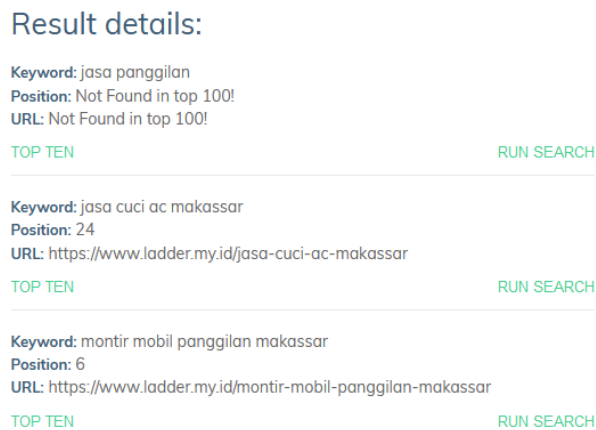 Result details:
Keyword: jasa panggilan
Position: Not Found in top 100!
URL: Not Found in top 100!
TOP TEN RUN SEARCH
Keyword: jasa cuci ac makassar
Position: 24
URL: https://www.ladder.my.id/jasa-cuci-ac-makassar
TOP TEN RUN SEARCH
Keyword: montir mobil panggilan makassar
Position: 6
URL: https://www.ladder.my.id/montir-mobil-panggilan-makassar
TOP TEN RUN SEARCH